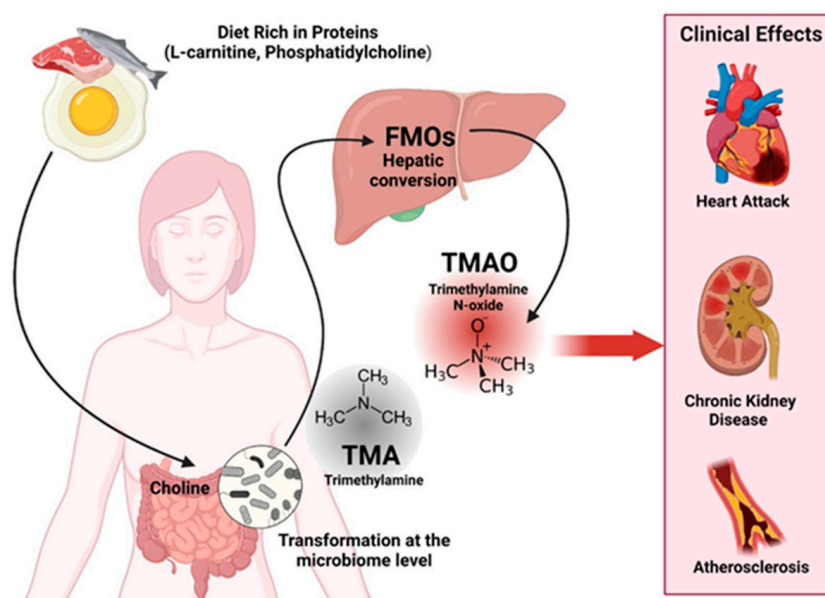 Diet Rich in Proteins
(L-carnitine, Phosphatidylcholine)
FMOs
Hepatic
conversion
TMAO
Trimethylamine
N-oxide
O⁻
N⁺
H₃C
CH₃
CH₃
CH₃
N
H₃C
CH₃
TMA
Trimethylamine
Choline
Transformation at the
microbiome level
Clinical Effects
Heart Attack
Chronic Kidney
Disease
Atherosclerosis